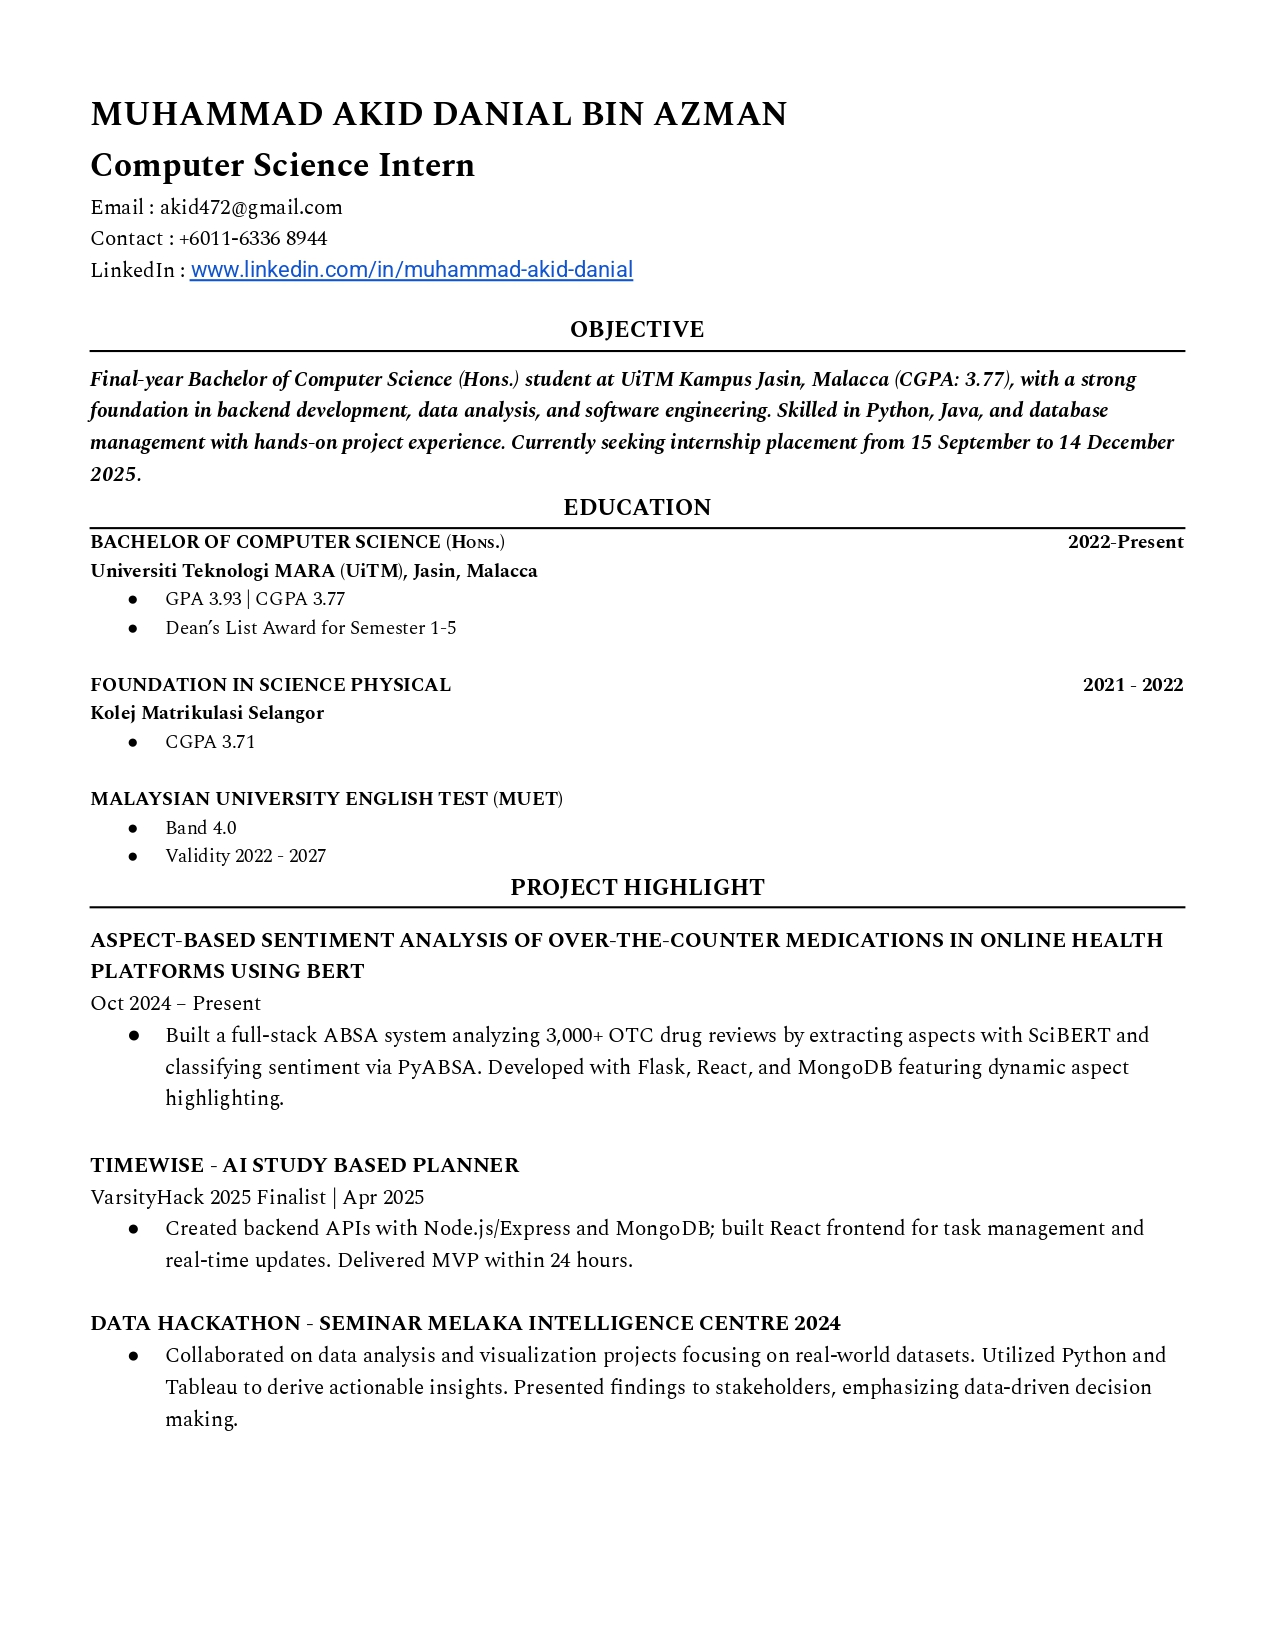 MUHAMMAD AKID DANIAL BIN AZMAN
Computer Science Intern
Email : akid472@gmail.com
Contact : +6011-6336 8944
LinkedIn : www.linkedin.com/in/muhammad-akid-danial
OBJECTIVE
Final-year Bachelor of Computer Science (Hons.) student at UiTM Kampus Jasin, Malacca (CGPA: 3.77), with a strong
foundation in backend development, data analysis, and software engineering. Skilled in Python, Java, and database
management with hands-on project experience. Currently seeking internship placement from 15 September to 14 December
2025.
EDUCATION
BACHELOR OF COMPUTER SCIENCE (Hons.) 2022-Present
Universiti Teknologi MARA (UiTM), Jasin, Malacca
● GPA 3.93 | CGPA 3.77
● Dean’s List Award for Semester 1-5
FOUNDATION IN SCIENCE PHYSICAL 2021 - 2022
Kolej Matrikulasi Selangor
● CGPA 3.71
MALAYSIAN UNIVERSITY ENGLISH TEST (MUET)
● Band 4.0
● Validity 2022 - 2027
PROJECT HIGHLIGHT
ASPECT-BASED SENTIMENT ANALYSIS OF OVER-THE-COUNTER MEDICATIONS IN ONLINE HEALTH
PLATFORMS USING BERT
Oct 2024 – Present
● Built a full-stack ABSA system analyzing 3,000+ OTC drug reviews by extracting aspects with SciBERT and
classifying sentiment via PyABSA. Developed with Flask, React, and MongoDB featuring dynamic aspect
highlighting.
TIMEWISE - AI STUDY BASED PLANNER
VarsityHack 2025 Finalist | Apr 2025
● Created backend APIs with Node.js/Express and MongoDB; built React frontend for task management and
real-time updates. Delivered MVP within 24 hours.
DATA HACKATHON - SEMINAR MELAKA INTELLIGENCE CENTRE 2024
● Collaborated on data analysis and visualization projects focusing on real-world datasets. Utilized Python and
Tableau to derive actionable insights. Presented findings to stakeholders, emphasizing data-driven decision
making.